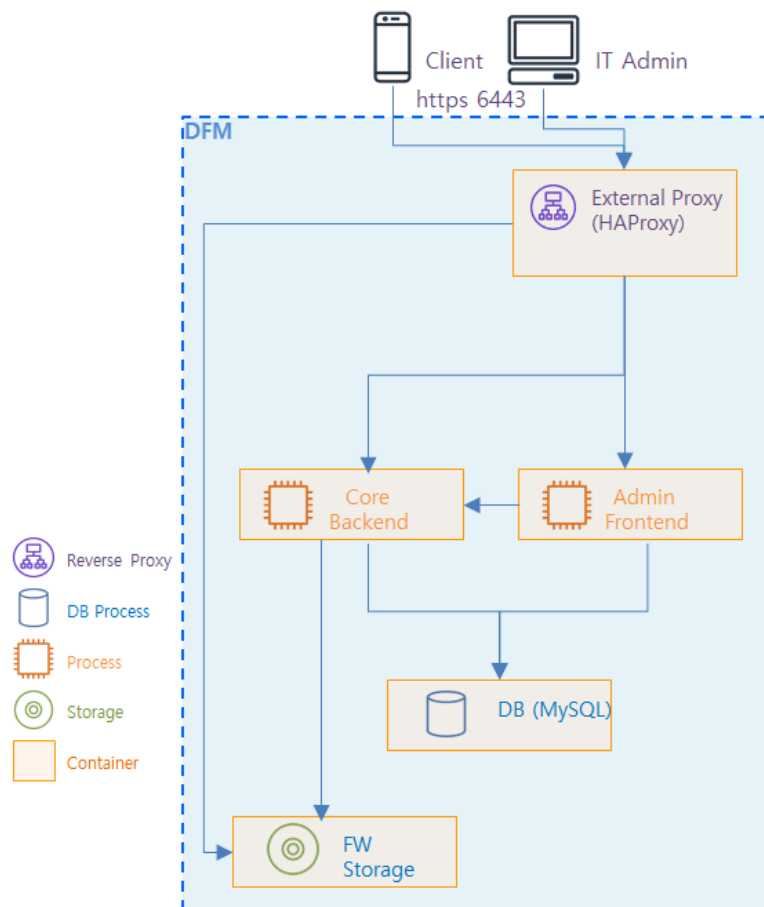 Client
IT Admin
https 6443
DFM
External Proxy
(HAProxy)
Core
Backend
Admin
Frontend
Reverse Proxy
DB Process
Process
Storage
Container
DB (MySQL)
FW
Storage